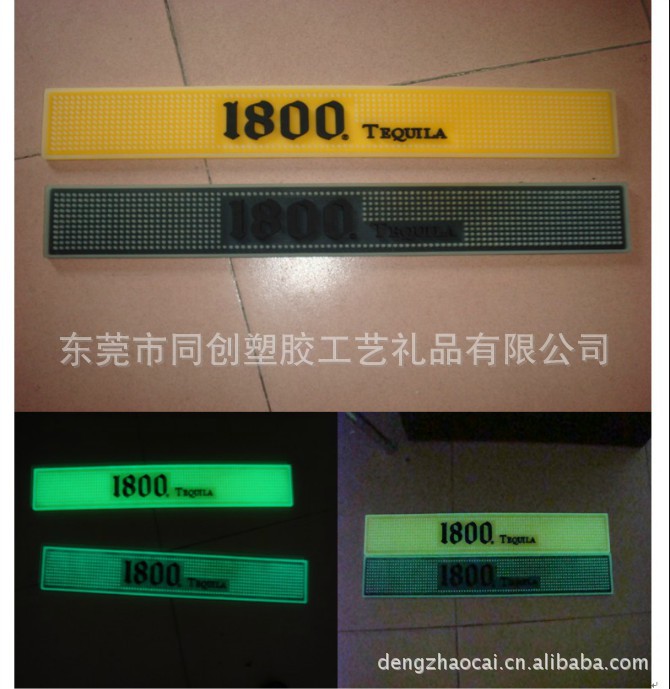 1800. TEQUILA
1800. TEQUILA
东莞市同创塑胶工艺礼品有限公司
1800. TEQUILA
1800. TEQUILA
1800. TEQUILA
1800 TEQUILA
dengzhaocai.cn.alibaba.com